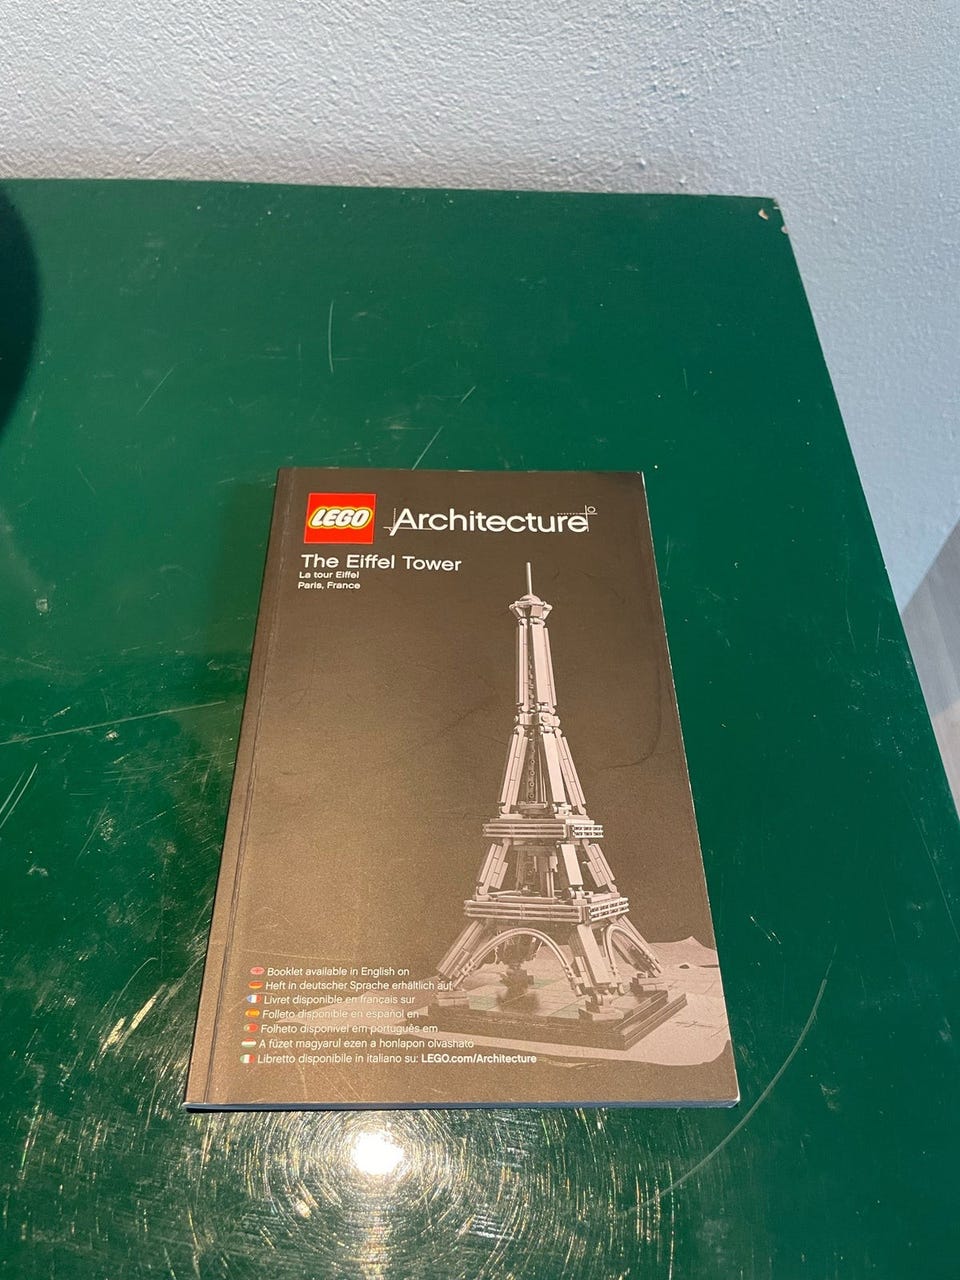 LEGO Architecture
The Eiffel Tower
La tour Eiffel
Paris, France
Booklet available in English on
Heft in deutscher Sprache erhältlich auf
Livret disponible en français sur
Folleto disponible en español en
Folheto disponível em português em
A füzet magyarul ezen a honlapon olvasható
Libretto disponibile in italiano su: LEGO.com/Architecture